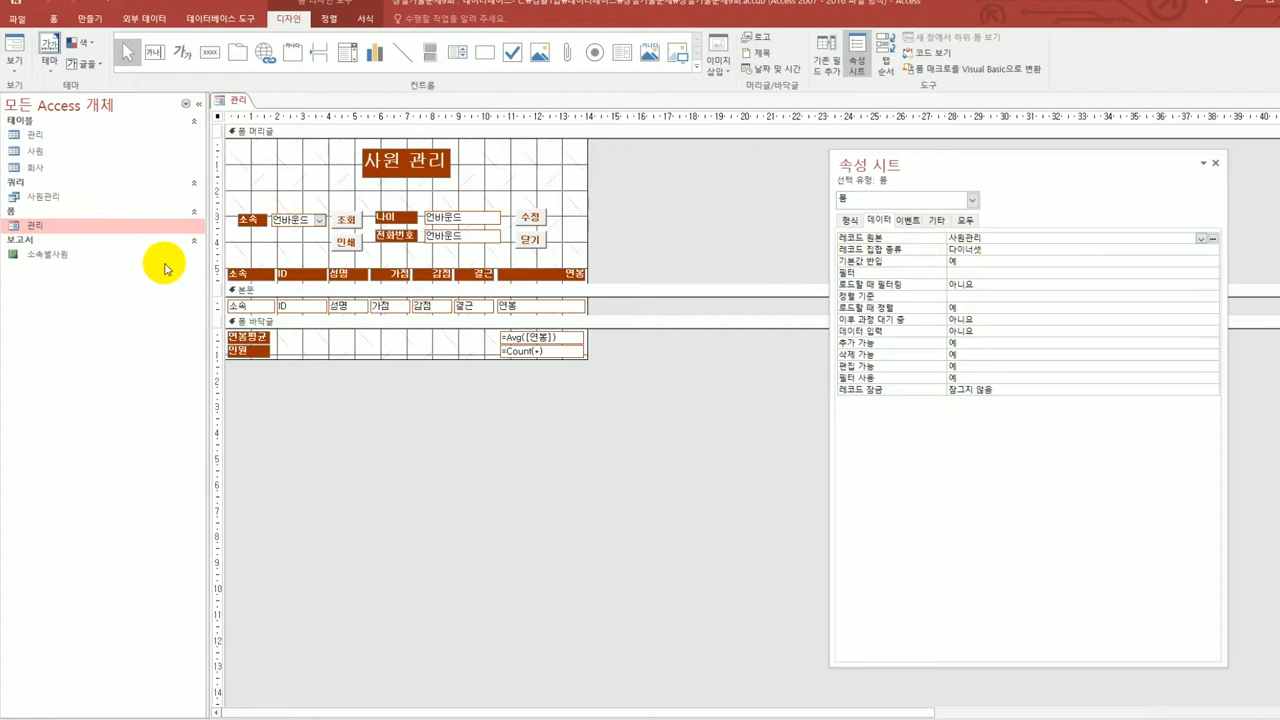 파일
홈
만들기
외부 데이터
데이터베이스 도구
디자인
정렬
서식
수행할 작업을 알려 주세요.
보기
테마
색
글꼴
가나
가가
xxxx
이미지
삽입
로고
제목
날짜 및 시간
기존 필
드 추가
속성
시트
탭
순서
새 창에서 하위 폼 보기
코드 보기
폼 매크로를 Visual Basic으로 변환
보기
테마
컨트롤
머리글/바닥글
도구
모든 Access 개체
테이블
관리
사원
회사
쿼리
사원관리
폼
관리
보고서
소속별사원
관리
폼 머리글
사원 관리
소속
언바운드
조회
인쇄
나이
언바운드
전화번호
언바운드
수정
닫기
소속 ID 성명 가점 감점 결근 연봉
본문
소속 ID 성명 가점 감점 결근 연봉
폼 바닥글
연봉평균 =Avg([연봉])
인원 =Count(*)
속성 시트
선택 유형: 폼
폼
형식 데이터 이벤트 기타 모두
레코드 원본 사원관리
레코드 집합 종류 다이너셋
기본값 반입 예
필터
로드할 때 필터링 아니요
정렬 기준
로드할 때 정렬 예
이후 과정 대기 중 아니요
데이터 입력 아니요
추가 가능 예
삭제 가능 예
편집 가능 예
필터 사용 예
레코드 잠금 잠그지 않음